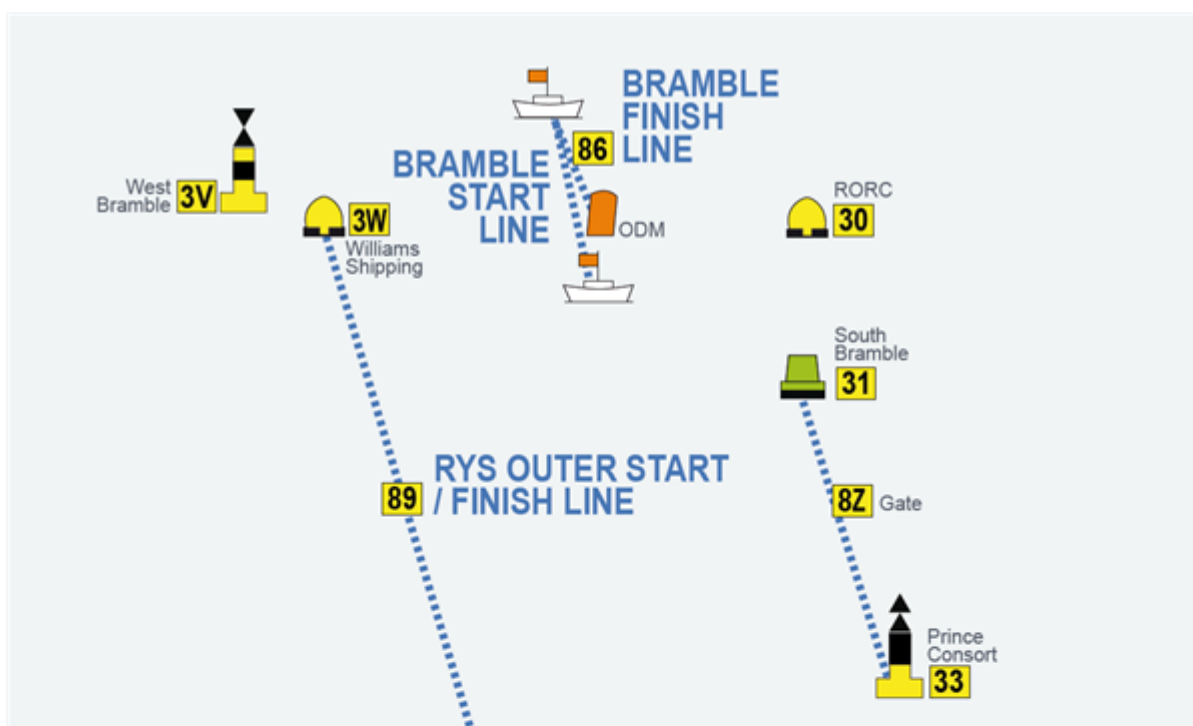 BRAMBLE
FINISH
LINE
86
BRAMBLE
START
LINE
West
Bramble
3V
3W
Williams
Shipping
ODM
RORC
30
South
Bramble
31
RYS OUTER START
/ FINISH LINE
89
8Z
Gate
Prince
Consort
33